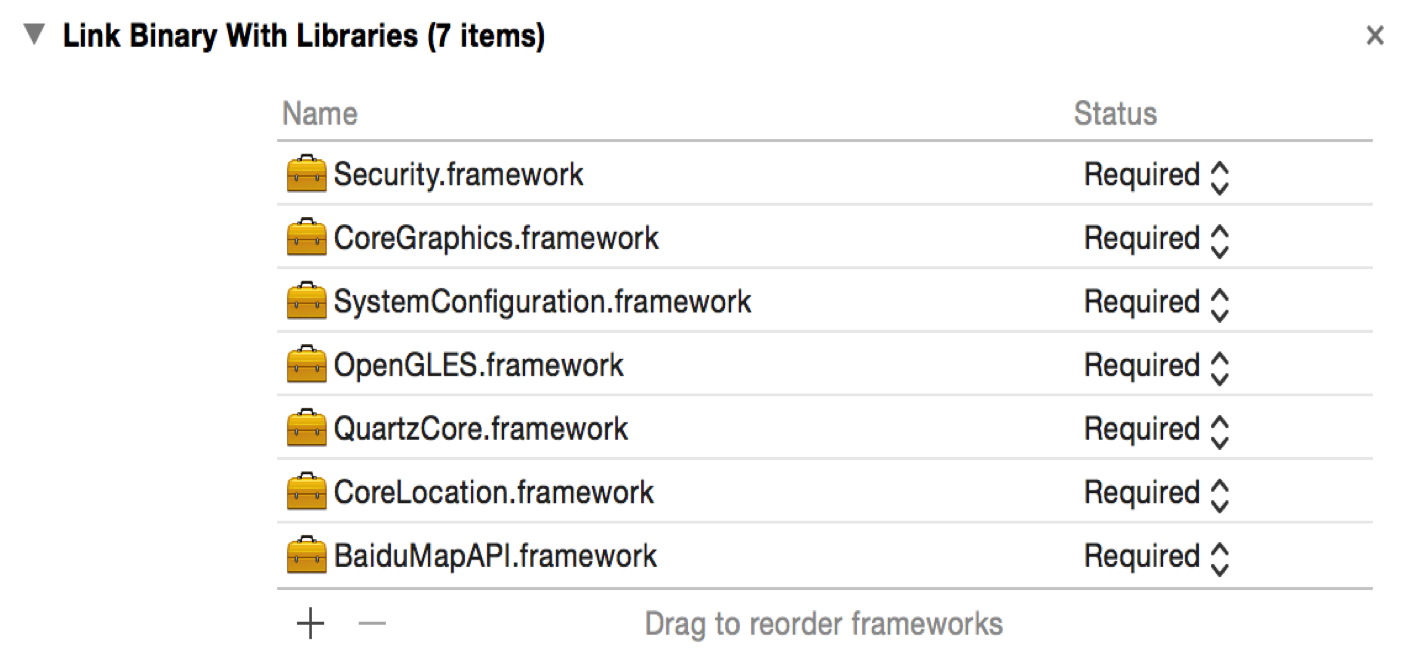 Link Binary With Libraries (7 items)
Name Status
Security.framework Required
CoreGraphics.framework Required
SystemConfiguration.framework Required
OpenGLES.framework Required
QuartzCore.framework Required
CoreLocation.framework Required
BaiduMapAPI.framework Required
Drag to reorder frameworks